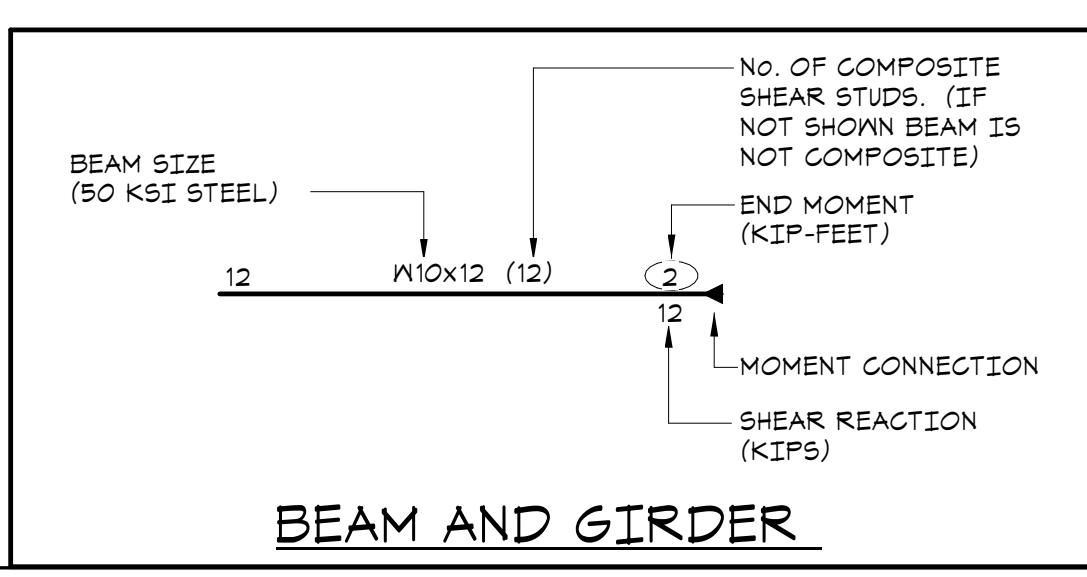 No. OF COMPOSITE
SHEAR STUDS. (IF
NOT SHOWN BEAM IS
NOT COMPOSITE)
BEAM SIZE
(50 KSI STEEL)
END MOMENT
(KIP-FEET)
12 W10x12 (12) 2
12
MOMENT CONNECTION
SHEAR REACTION
(KIPS)
BEAM AND GIRDER